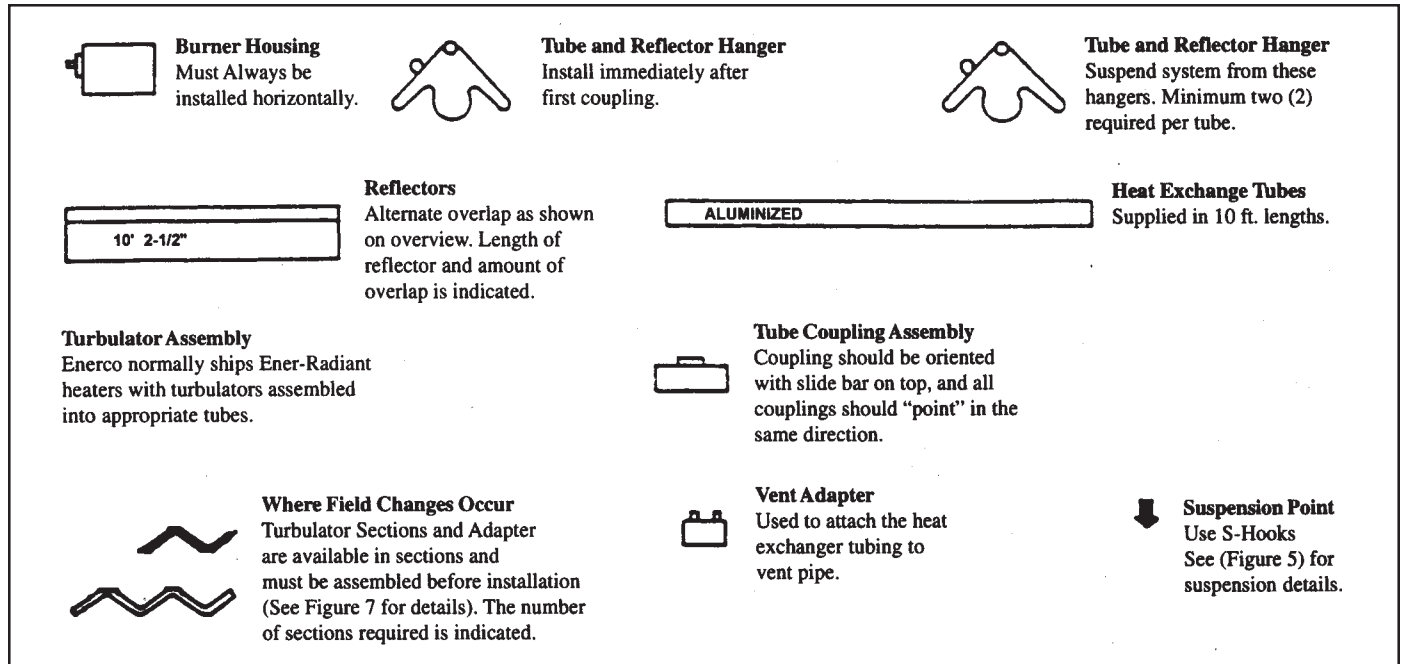 Burner Housing
Must Always be
installed horizontally.
Tube and Reflector Hanger
Install immediately after
first coupling.
Tube and Reflector Hanger
Suspend system from these
hangers. Minimum two (2)
required per tube.
10' 2-1/2"
Reflectors
Alternate overlap as shown
on overview. Length of
reflector and amount of
overlap is indicated.
ALUMINIZED
Heat Exchange Tubes
Supplied in 10 ft. lengths.
Turbulator Assembly
Enerco normally ships Ener-Radiant
heaters with turbulators assembled
into appropriate tubes.
Tube Coupling Assembly
Coupling should be oriented
with slide bar on top, and all
couplings should “point” in the
same direction.
Where Field Changes Occur
Turbulator Sections and Adapter
are available in sections and
must be assembled before installation
(See Figure 7 for details). The number
of sections required is indicated.
Vent Adapter
Used to attach the heat
exchanger tubing to
vent pipe.
Suspension Point
Use S-Hooks
See (Figure 5) for
suspension details.